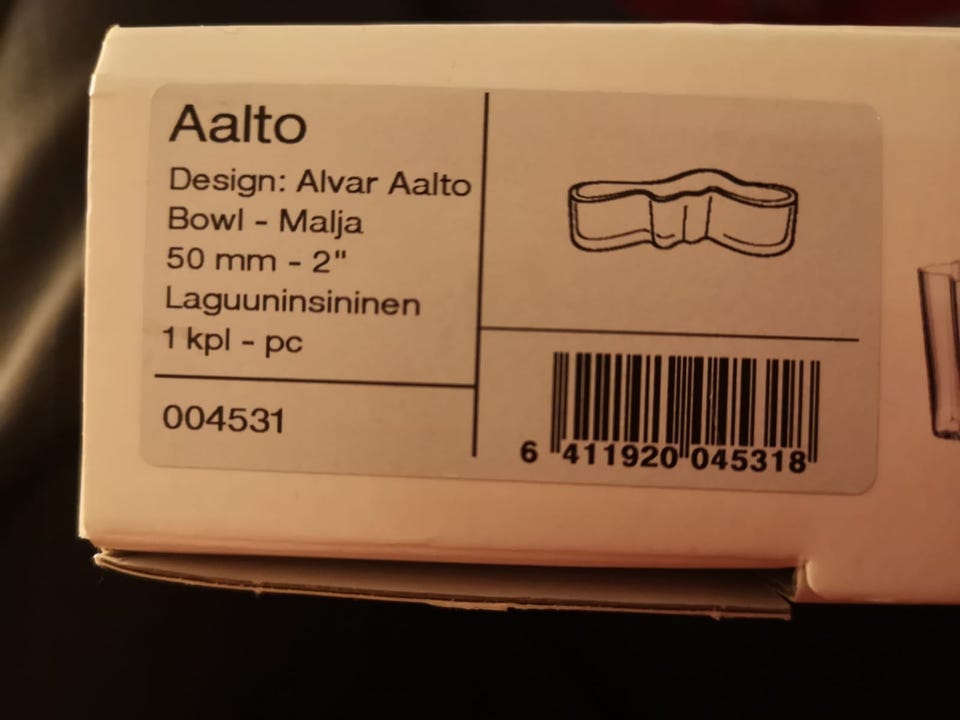 Aalto
Design: Alvar Aalto
Bowl - Malja
50 mm - 2"
Laguuninsininen
1 kpl - pc
004531
6 411920 045318